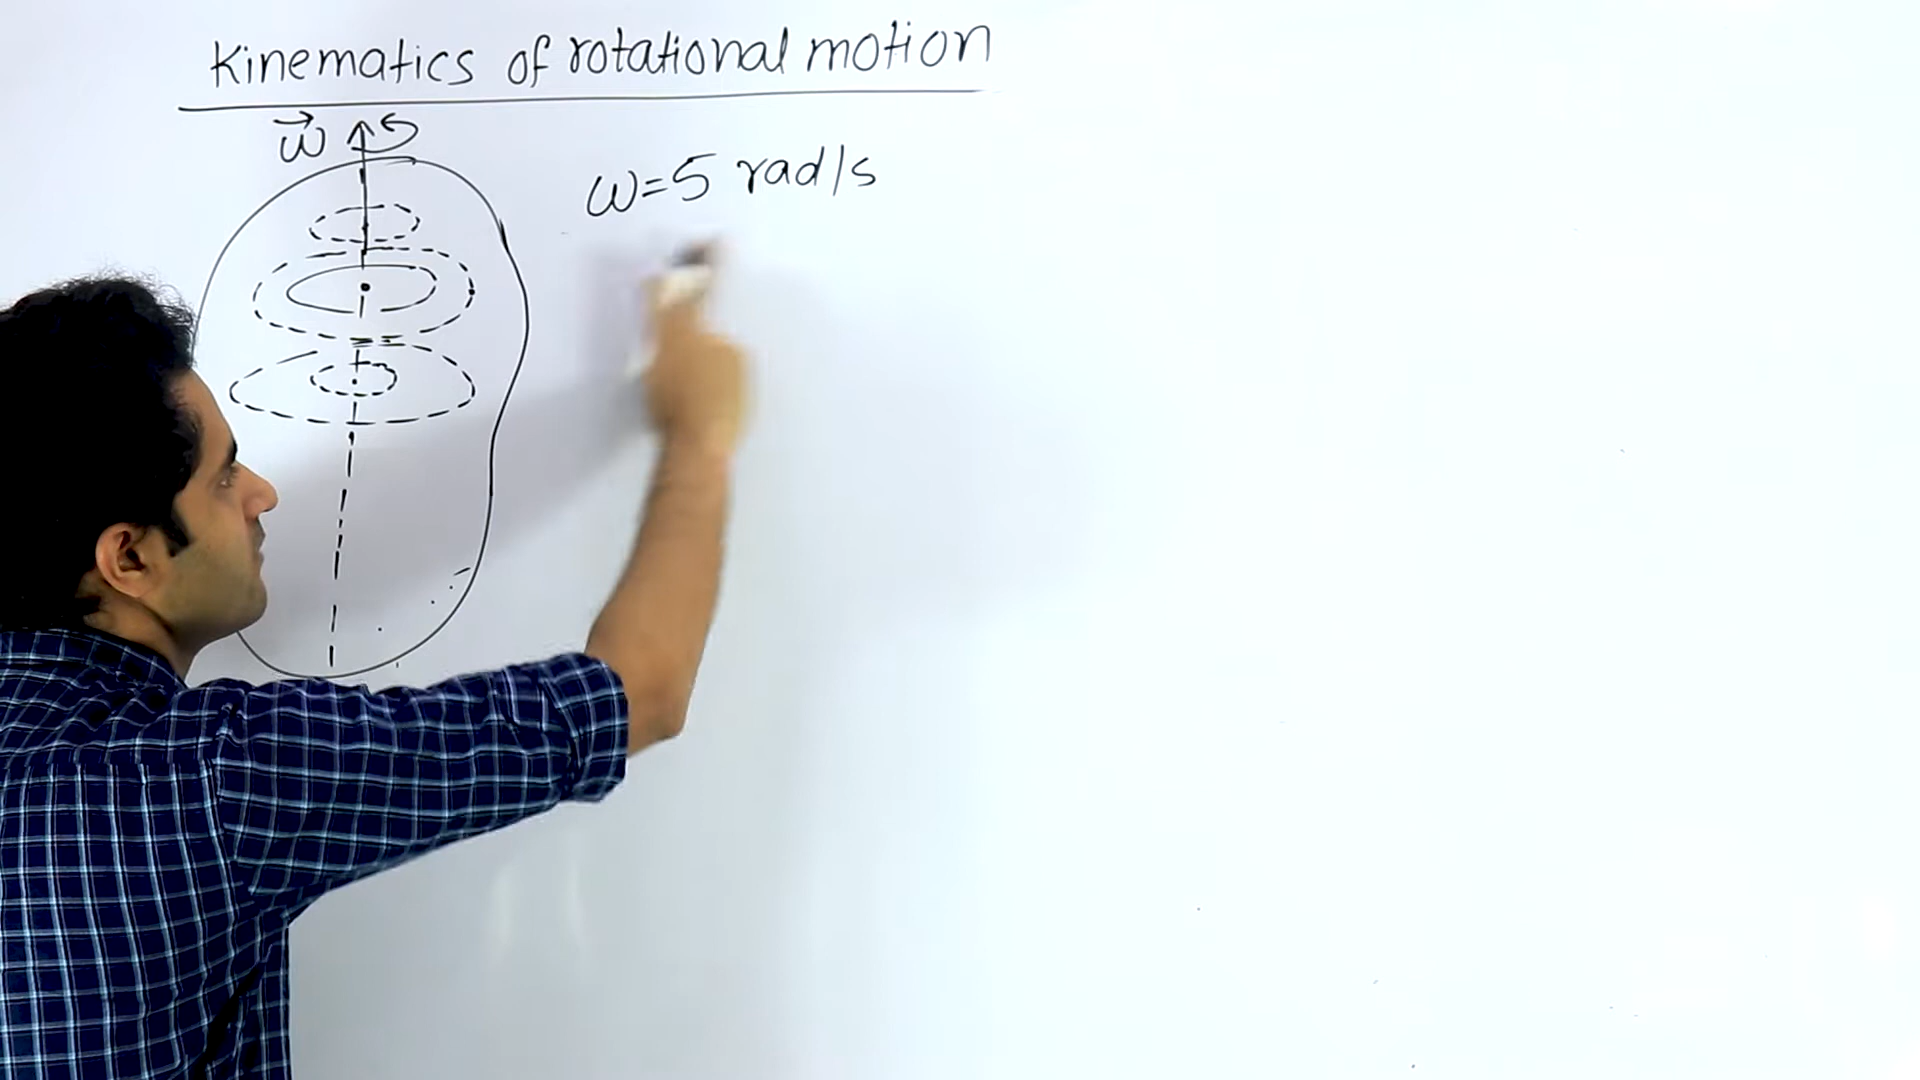 Kinematics of rotational motion
ω⃗
ω=5 rad/s